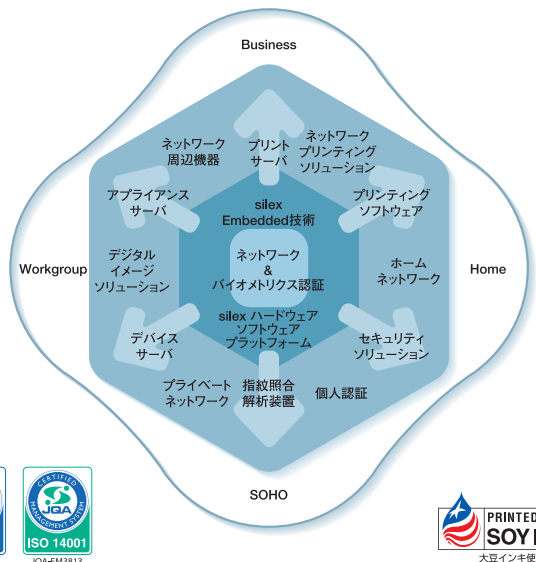 Business
ネットワーク
周辺機器
プリント
サーバ
ネットワーク
プリンティング
ソリューション
アプライアンス
サーバ
silex
Embedded技術
プリンティング
ソフトウェア
Workgroup
デジタル
イメージ
ソリューション
ネットワーク
&
バイオメトリクス認証
ホーム
ネットワーク
Home
デバイス
サーバ
silex ハードウェア
ソフトウェア
プラットフォーム
セキュリティ
ソリューション
プライベート
ネットワーク
指紋照合
解析装置
個人認証
SOHO
CERTIFIED
MANAGEMENT SYSTEM
JQA
ISO 14001
JQA-EM3813
PRINTED
SOY
大豆インキ使